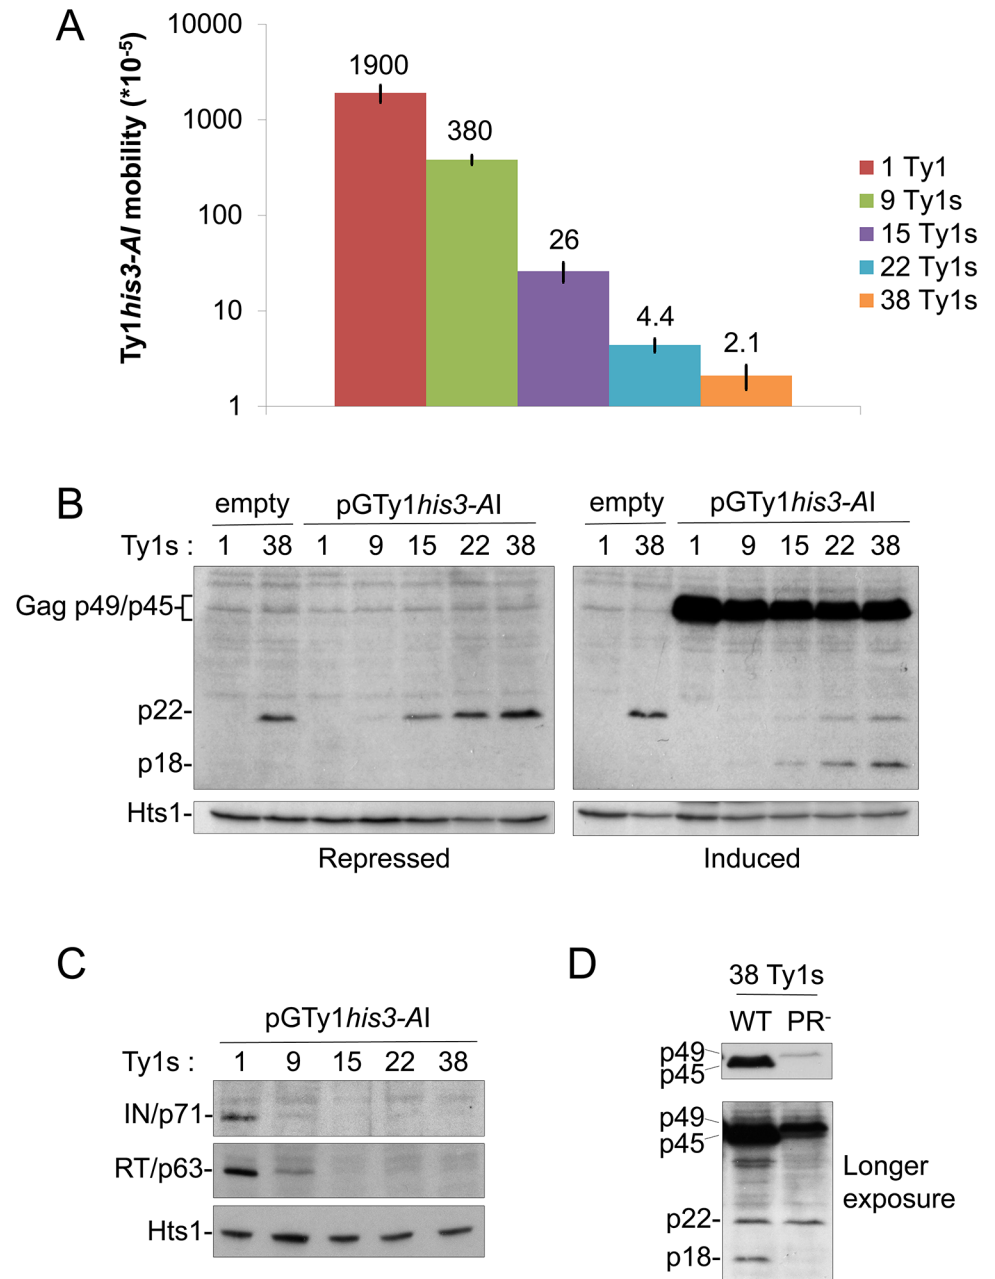 A
Ty1his3-AI mobility (*10-5)
10000
1000
100
10
1
1900
380
26
4.4
2.1
1 Ty1
9 Ty1s
15 Ty1s
22 Ty1s
38 Ty1s
B
empty pGTy1his3-AI
Ty1s : 1 38 1 9 15 22 38
Gag p49/p45-
p22-
p18-
Hts1-
Repressed
empty pGTy1his3-AI
1 38 1 9 15 22 38
Induced
C
pGTy1his3-AI
Ty1s : 1 9 15 22 38
IN/p71-
RT/p63-
Hts1-
D
38 Ty1s
WT PR-
p49
p45
p49
p45
p22-
p18-
Longer
exposure